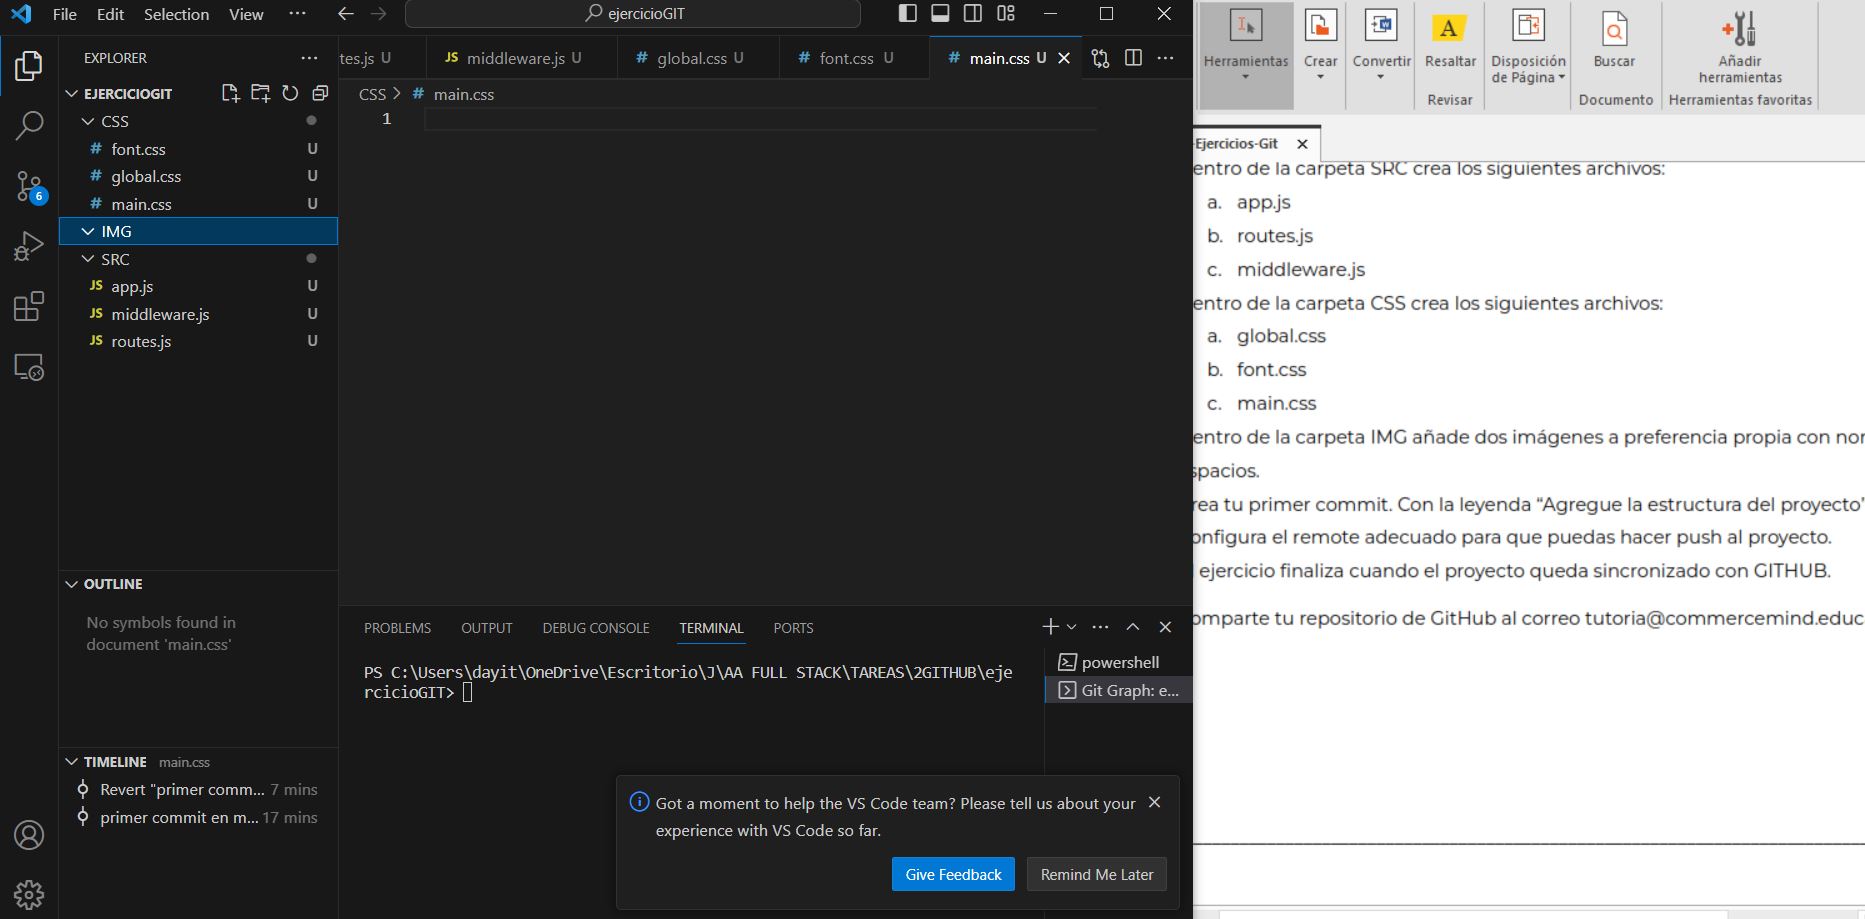 File Edit Selection View ··· ejercicioGIT
EXPLORER ···
EJERCICIOGIT
CSS
# font.css U
# global.css U
# main.css U
IMG
SRC
JS app.js U
JS middleware.js U
JS routes.js U
OUTLINE
No symbols found in
document 'main.css'
TIMELINE main.css
Revert "primer comm... 7 mins
primer commit en m... 17 mins
6
tes.js U JS middleware.js U # global.css U # font.css U # main.css U ···
CSS > # main.css
1
PROBLEMS OUTPUT DEBUG CONSOLE TERMINAL PORTS ···
PS C:\Users\dayit\OneDrive\Escritorio\J\AA FULL STACK\TAREAS\2GITHUB\eje
rcicioGIT>
powershell
Git Graph: e...
Got a moment to help the VS Code team? Please tell us about your
experience with VS Code so far.
Give Feedback Remind Me Later
Herramientas Crear Convertir Resaltar Disposición
de Página Buscar Añadir
herramientas
Revisar Documento Herramientas favoritas
-Ejercicios-Git
entro de la carpeta SRC crea los siguientes archivos:
a. app.js
b. routes.js
c. middleware.js
entro de la carpeta CSS crea los siguientes archivos:
a. global.css
b. font.css
c. main.css
entro de la carpeta IMG añade dos imágenes a preferencia propia con nor
spacios.
rea tu primer commit. Con la leyenda “Agregue la estructura del proyecto”
onfigura el remote adecuado para que puedas hacer push al proyecto.
l ejercicio finaliza cuando el proyecto queda sincronizado con GITHUB.
omparte tu repositorio de GitHub al correo tutoria@commercemind.educ